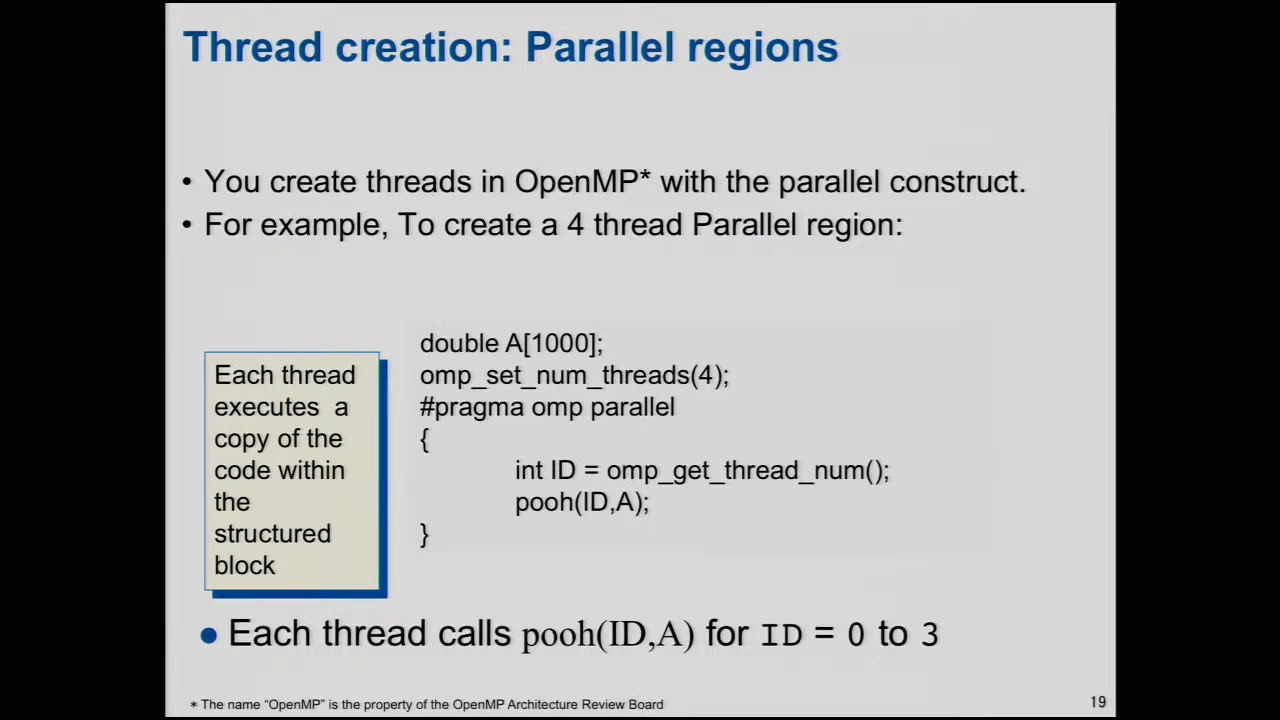 Thread creation: Parallel regions
• You create threads in OpenMP* with the parallel construct.
• For example, To create a 4 thread Parallel region:
double A[1000];
omp_set_num_threads(4);
#pragma omp parallel
{
int ID = omp_get_thread_num();
pooh(ID,A);
}
Each thread
executes a
copy of the
code within
the
structured
block
● Each thread calls pooh(ID,A) for ID = 0 to 3
* The name “OpenMP” is the property of the OpenMP Architecture Review Board
19